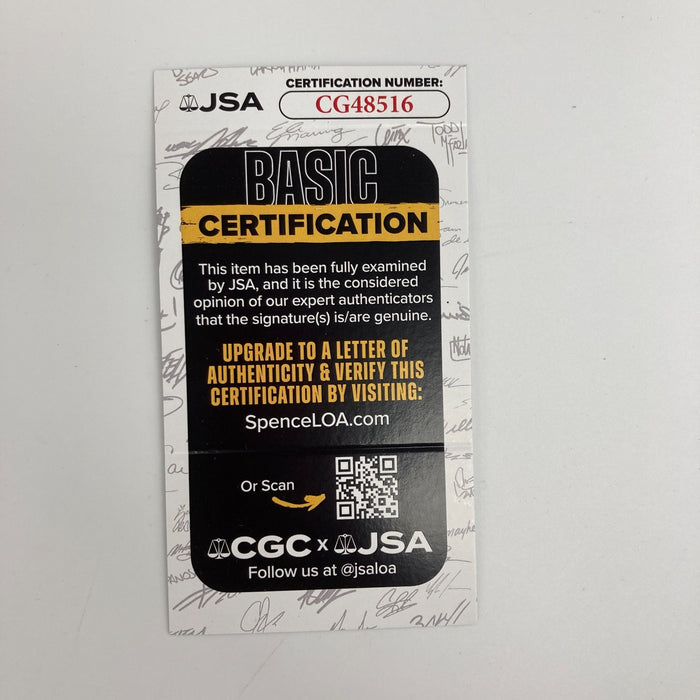 CERTIFICATION NUMBER:
JSA
CG48516
BASIC
CERTIFICATION
This item has been fully examined
by JSA, and it is the considered
opinion of our expert authenticators
that the signature(s) is/are genuine.
UPGRADE TO A LETTER OF
AUTHENTICITY & VERIFY THIS
CERTIFICATION BY VISITING:
SpenceLOA.com
Or Scan
CGC x JSA
Follow us at @jsaloa